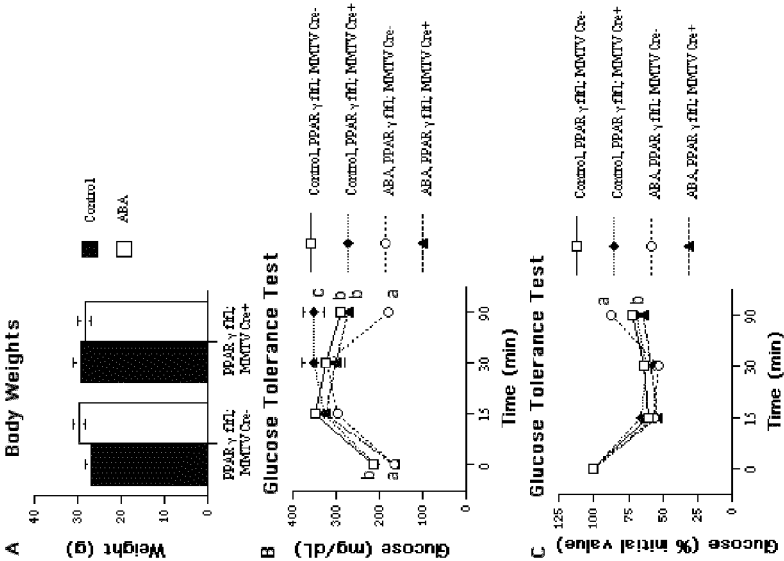 A
Body Weights
Weight (g)
40
30
20
10
0
PPAR γ fl/fl;
MMTV Cre-
PPAR γ fl/fl;
MMTV Cre+
Control
ABA
B
Glucose Tolerance Test
Glucose (mg/dL)
400
300
200
100
0
b
a
c
b
b
a
0
15
30
90
Time (min)
Control, PPAR γ fl/fl; MMTV Cre-
Control, PPAR γ fl/fl; MMTV Cre+
ABA, PPAR γ fl/fl; MMTV Cre-
ABA, PPAR γ fl/fl; MMTV Cre+
C
Glucose Tolerance Test
Glucose (% initial value)
125
100
75
50
25
0
a
b
0
15
30
90
Time (min)
Control, PPAR γ fl/fl; MMTV Cre-
Control, PPAR γ fl/fl; MMTV Cre+
ABA, PPAR γ fl/fl; MMTV Cre-
ABA, PPAR γ fl/fl; MMTV Cre+